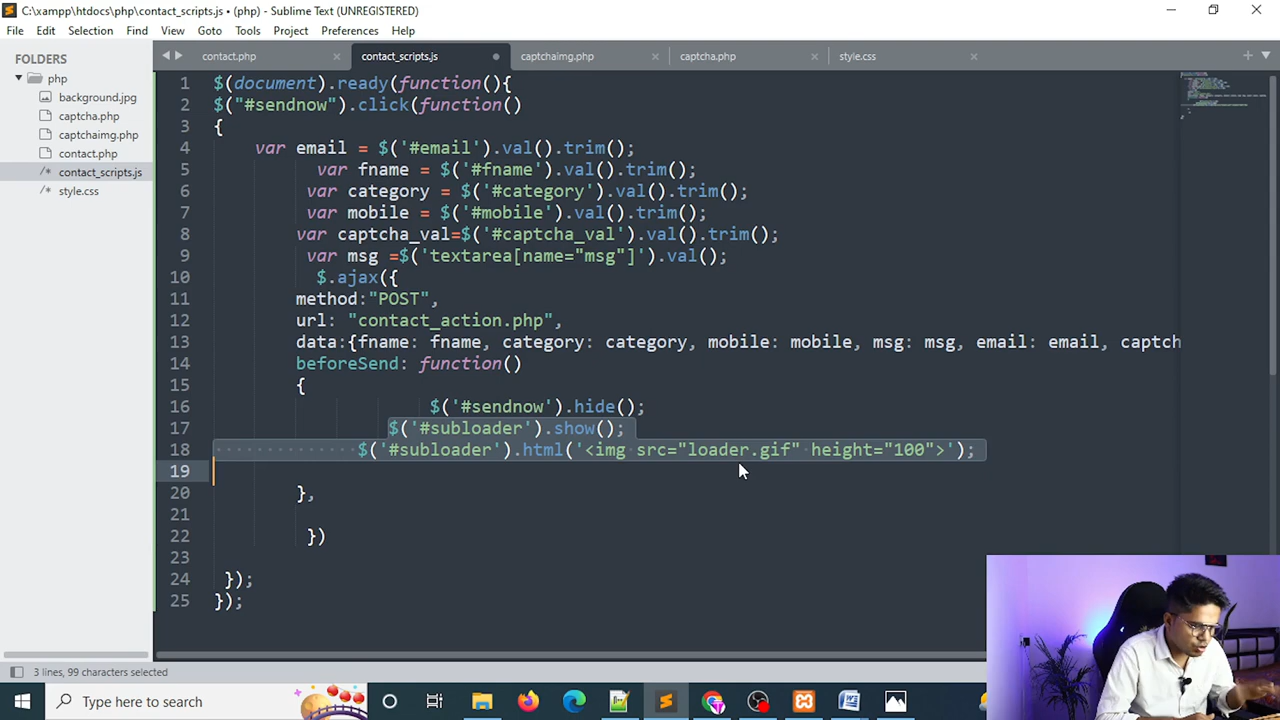 C:\xampp\htdocs\php\contact_scripts.js • (php) - Sublime Text (UNREGISTERED)
File Edit Selection Find View Goto Tools Project Preferences Help
FOLDERS
php
background.jpg
captcha.php
captchaimg.php
contact.php
/* contact_scripts.js
/* style.css
contact.php contact_scripts.js captchaimg.php captcha.php style.css
1 $(document).ready(function(){
2 $("#sendnow").click(function()
3 {
4 var email = $('#email').val().trim();
5 var fname = $('#fname').val().trim();
6 var category = $('#category').val().trim();
7 var mobile = $('#mobile').val().trim();
8 var captcha_val=$('#captcha_val').val().trim();
9 var msg =$('textarea[name="msg"]').val();
10 $.ajax({
11 method:"POST",
12 url: "contact_action.php",
13 data:{fname: fname, category: category, mobile: mobile, msg: msg, email: email, captch
14 beforeSend: function()
15 {
16 $('#sendnow').hide();
17 $('#subloader').show();
18 $('#subloader').html('<img src="loader.gif" height="100">');
19
20 },
21
22 })
23
24 });
25 });
3 lines, 99 characters selected
Type here to search